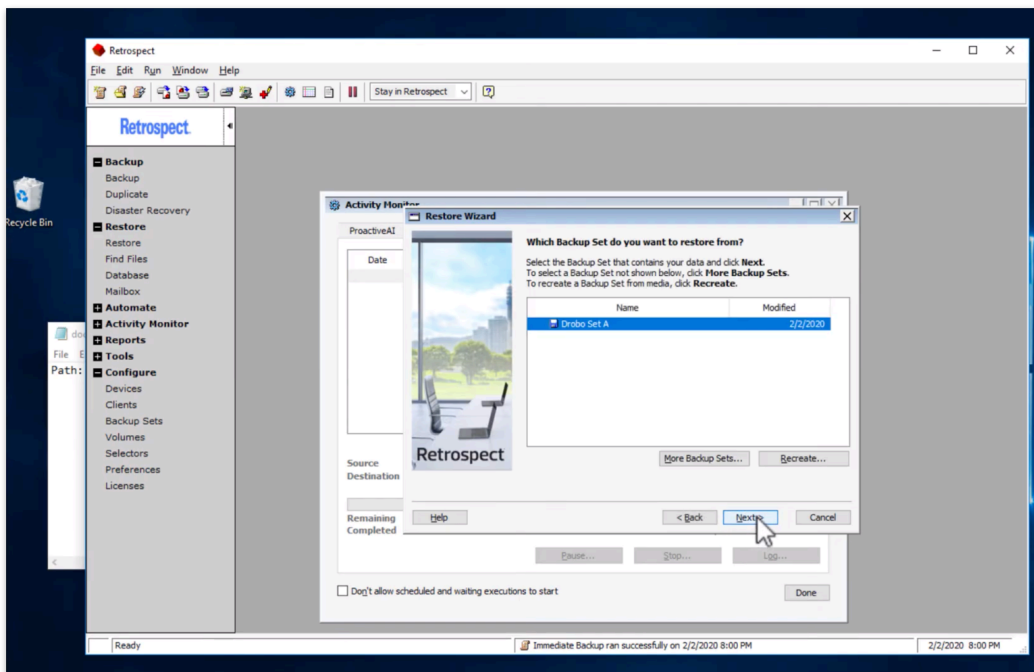 Retrospect
File Edit Run Window Help
Stay in Retrospect
Retrospect
Backup
Backup
Duplicate
Disaster Recovery
Restore
Restore
Find Files
Database
Mailbox
Automate
Activity Monitor
Reports
Tools
Configure
Devices
Clients
Backup Sets
Volumes
Selectors
Preferences
Licenses
Recycle Bin
File
Path:
Activity Monitor
ProactiveAI
Date
Source
Destination
Remaining
Completed
Pause... Stop... Log...
Don't allow scheduled and waiting executions to start
Done
Restore Wizard
Which Backup Set do you want to restore from?
Select the Backup Set that contains your data and click Next.
To select a Backup Set not shown below, click More Backup Sets.
To recreate a Backup Set from media, click Recreate.
Name Modified
Drobo Set A 2/2/2020
Retrospect
More Backup Sets... Recreate...
Help < Back Next > Cancel
Ready Immediate Backup ran successfully on 2/2/2020 8:00 PM 2/2/2020 8:00 PM